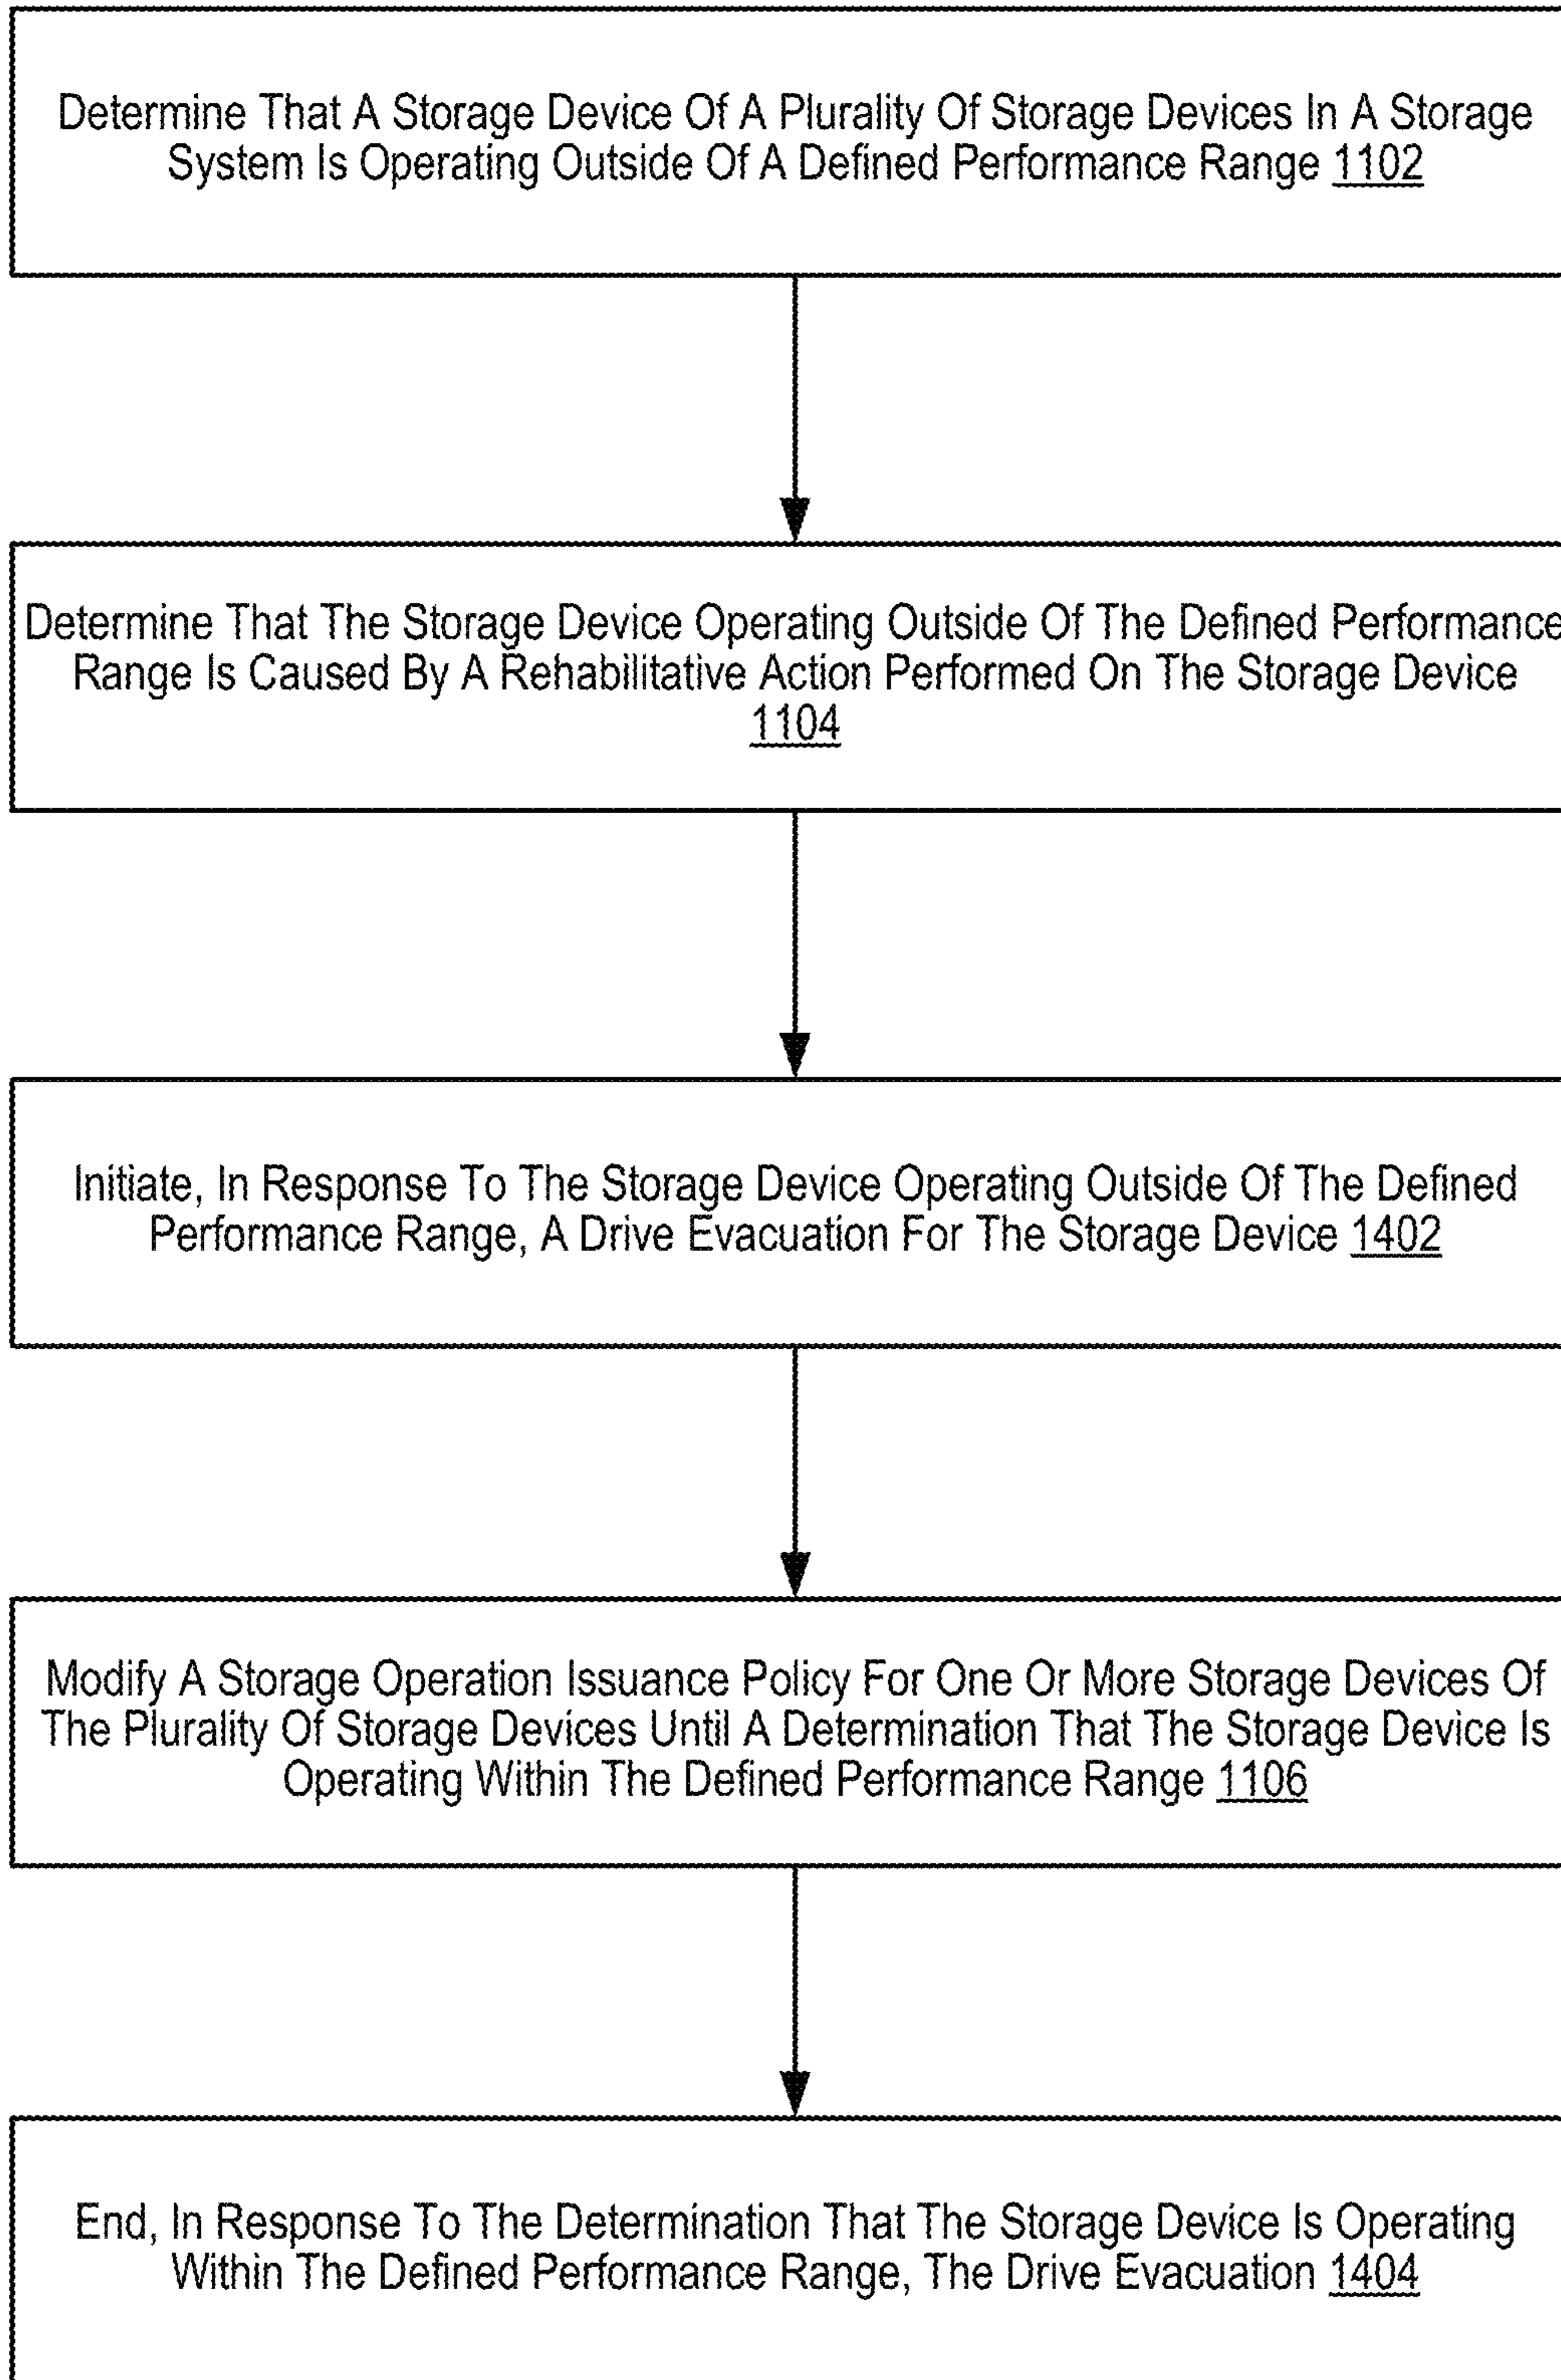 Determine That A Storage Device Of A Plurality Of Storage Devices In A Storage
System Is Operating Outside Of A Defined Performance Range 1102
Determine That The Storage Device Operating Outside Of The Defined Performance
Range Is Caused By A Rehabilitative Action Performed On The Storage Device
1104
Initiate, In Response To The Storage Device Operating Outside Of The Defined
Performance Range, A Drive Evacuation For The Storage Device 1402
Modify A Storage Operation Issuance Policy For One Or More Storage Devices Of
The Plurality Of Storage Devices Until A Determination That The Storage Device Is
Operating Within The Defined Performance Range 1106
End, In Response To The Determination That The Storage Device Is Operating
Within The Defined Performance Range, The Drive Evacuation 1404